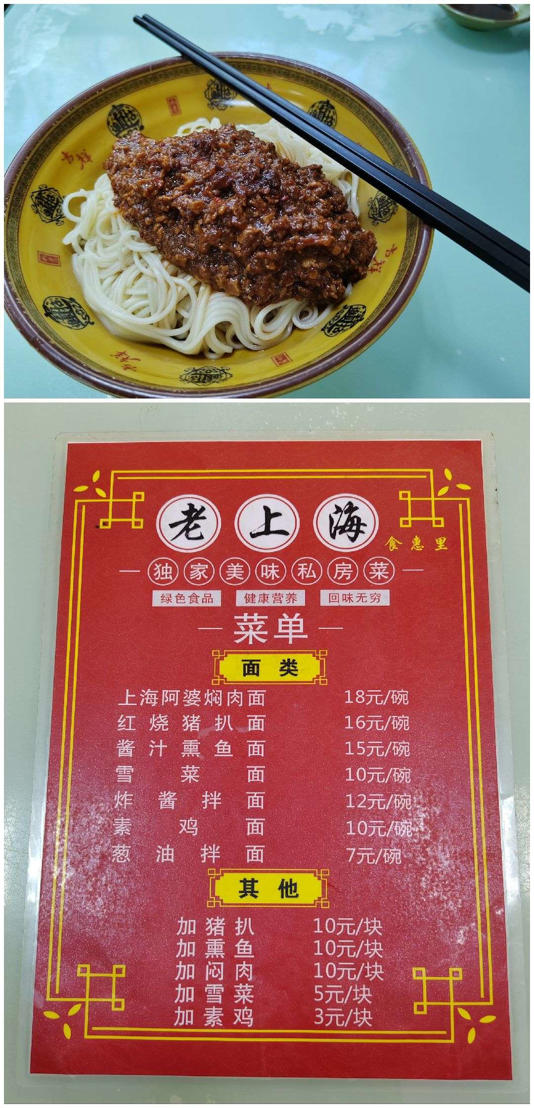 老上海
食惠里
独家美味私房菜
绿色食品 健康营养 回味无穷
菜单
面类
上海阿婆焖肉面 18元/碗
红烧猪扒面 16元/碗
酱汁熏鱼面 15元/碗
雪菜面 10元/碗
炸酱拌面 12元/碗
素鸡面 10元/碗
葱油拌面 7元/碗
其他
加猪扒 10元/块
加熏鱼 10元/块
加闷肉 10元/块
加雪菜 5元/块
加素鸡 3元/块